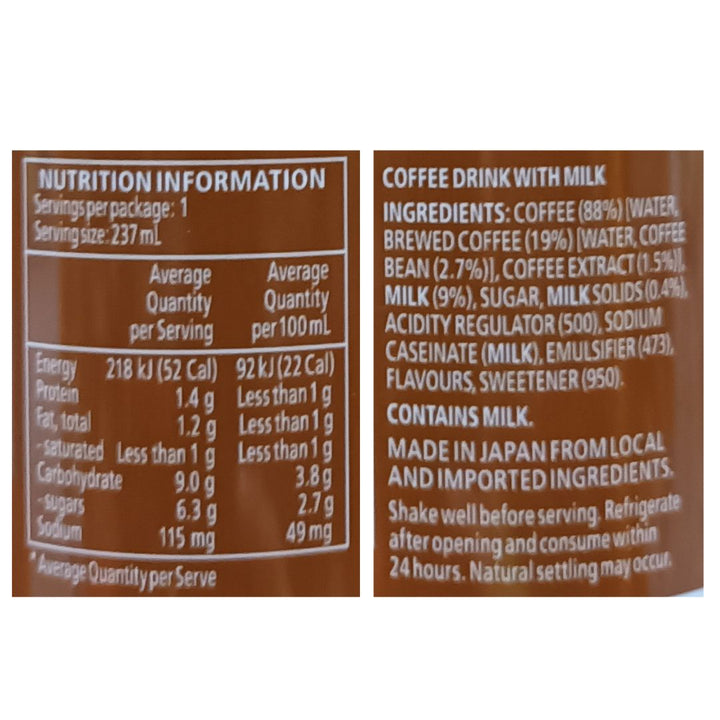 NUTRITION INFORMATION
Servings per package: 1
Serving size: 237 mL
Average Quantity per Serving
Average Quantity per 100 mL
Energy 218 kJ (52 Cal) 92 kJ (22 Cal)
Protein 1.4 g Less than 1 g
Fat, total 1.2 g Less than 1 g
-saturated Less than 1 g Less than 1 g
Carbohydrate 9.0 g 3.8 g
-sugars 6.3 g 2.7 g
Sodium 115 mg 49 mg
*Average Quantity per Serve
COFFEE DRINK WITH MILK
INGREDIENTS: COFFEE (88%) [WATER,
BREWED COFFEE (19%) [WATER, COFFEE
BEAN (2.7%)], COFFEE EXTRACT (1.5%)],
MILK (9%), SUGAR, MILK SOLIDS (0.4%),
ACIDITY REGULATOR (500), SODIUM
CASEINATE (MILK), EMULSIFIER (473),
FLAVOURS, SWEETENER (950).
CONTAINS MILK.
MADE IN JAPAN FROM LOCAL
AND IMPORTED INGREDIENTS.
Shake well before serving. Refrigerate
after opening and consume within
24 hours. Natural settling may occur.